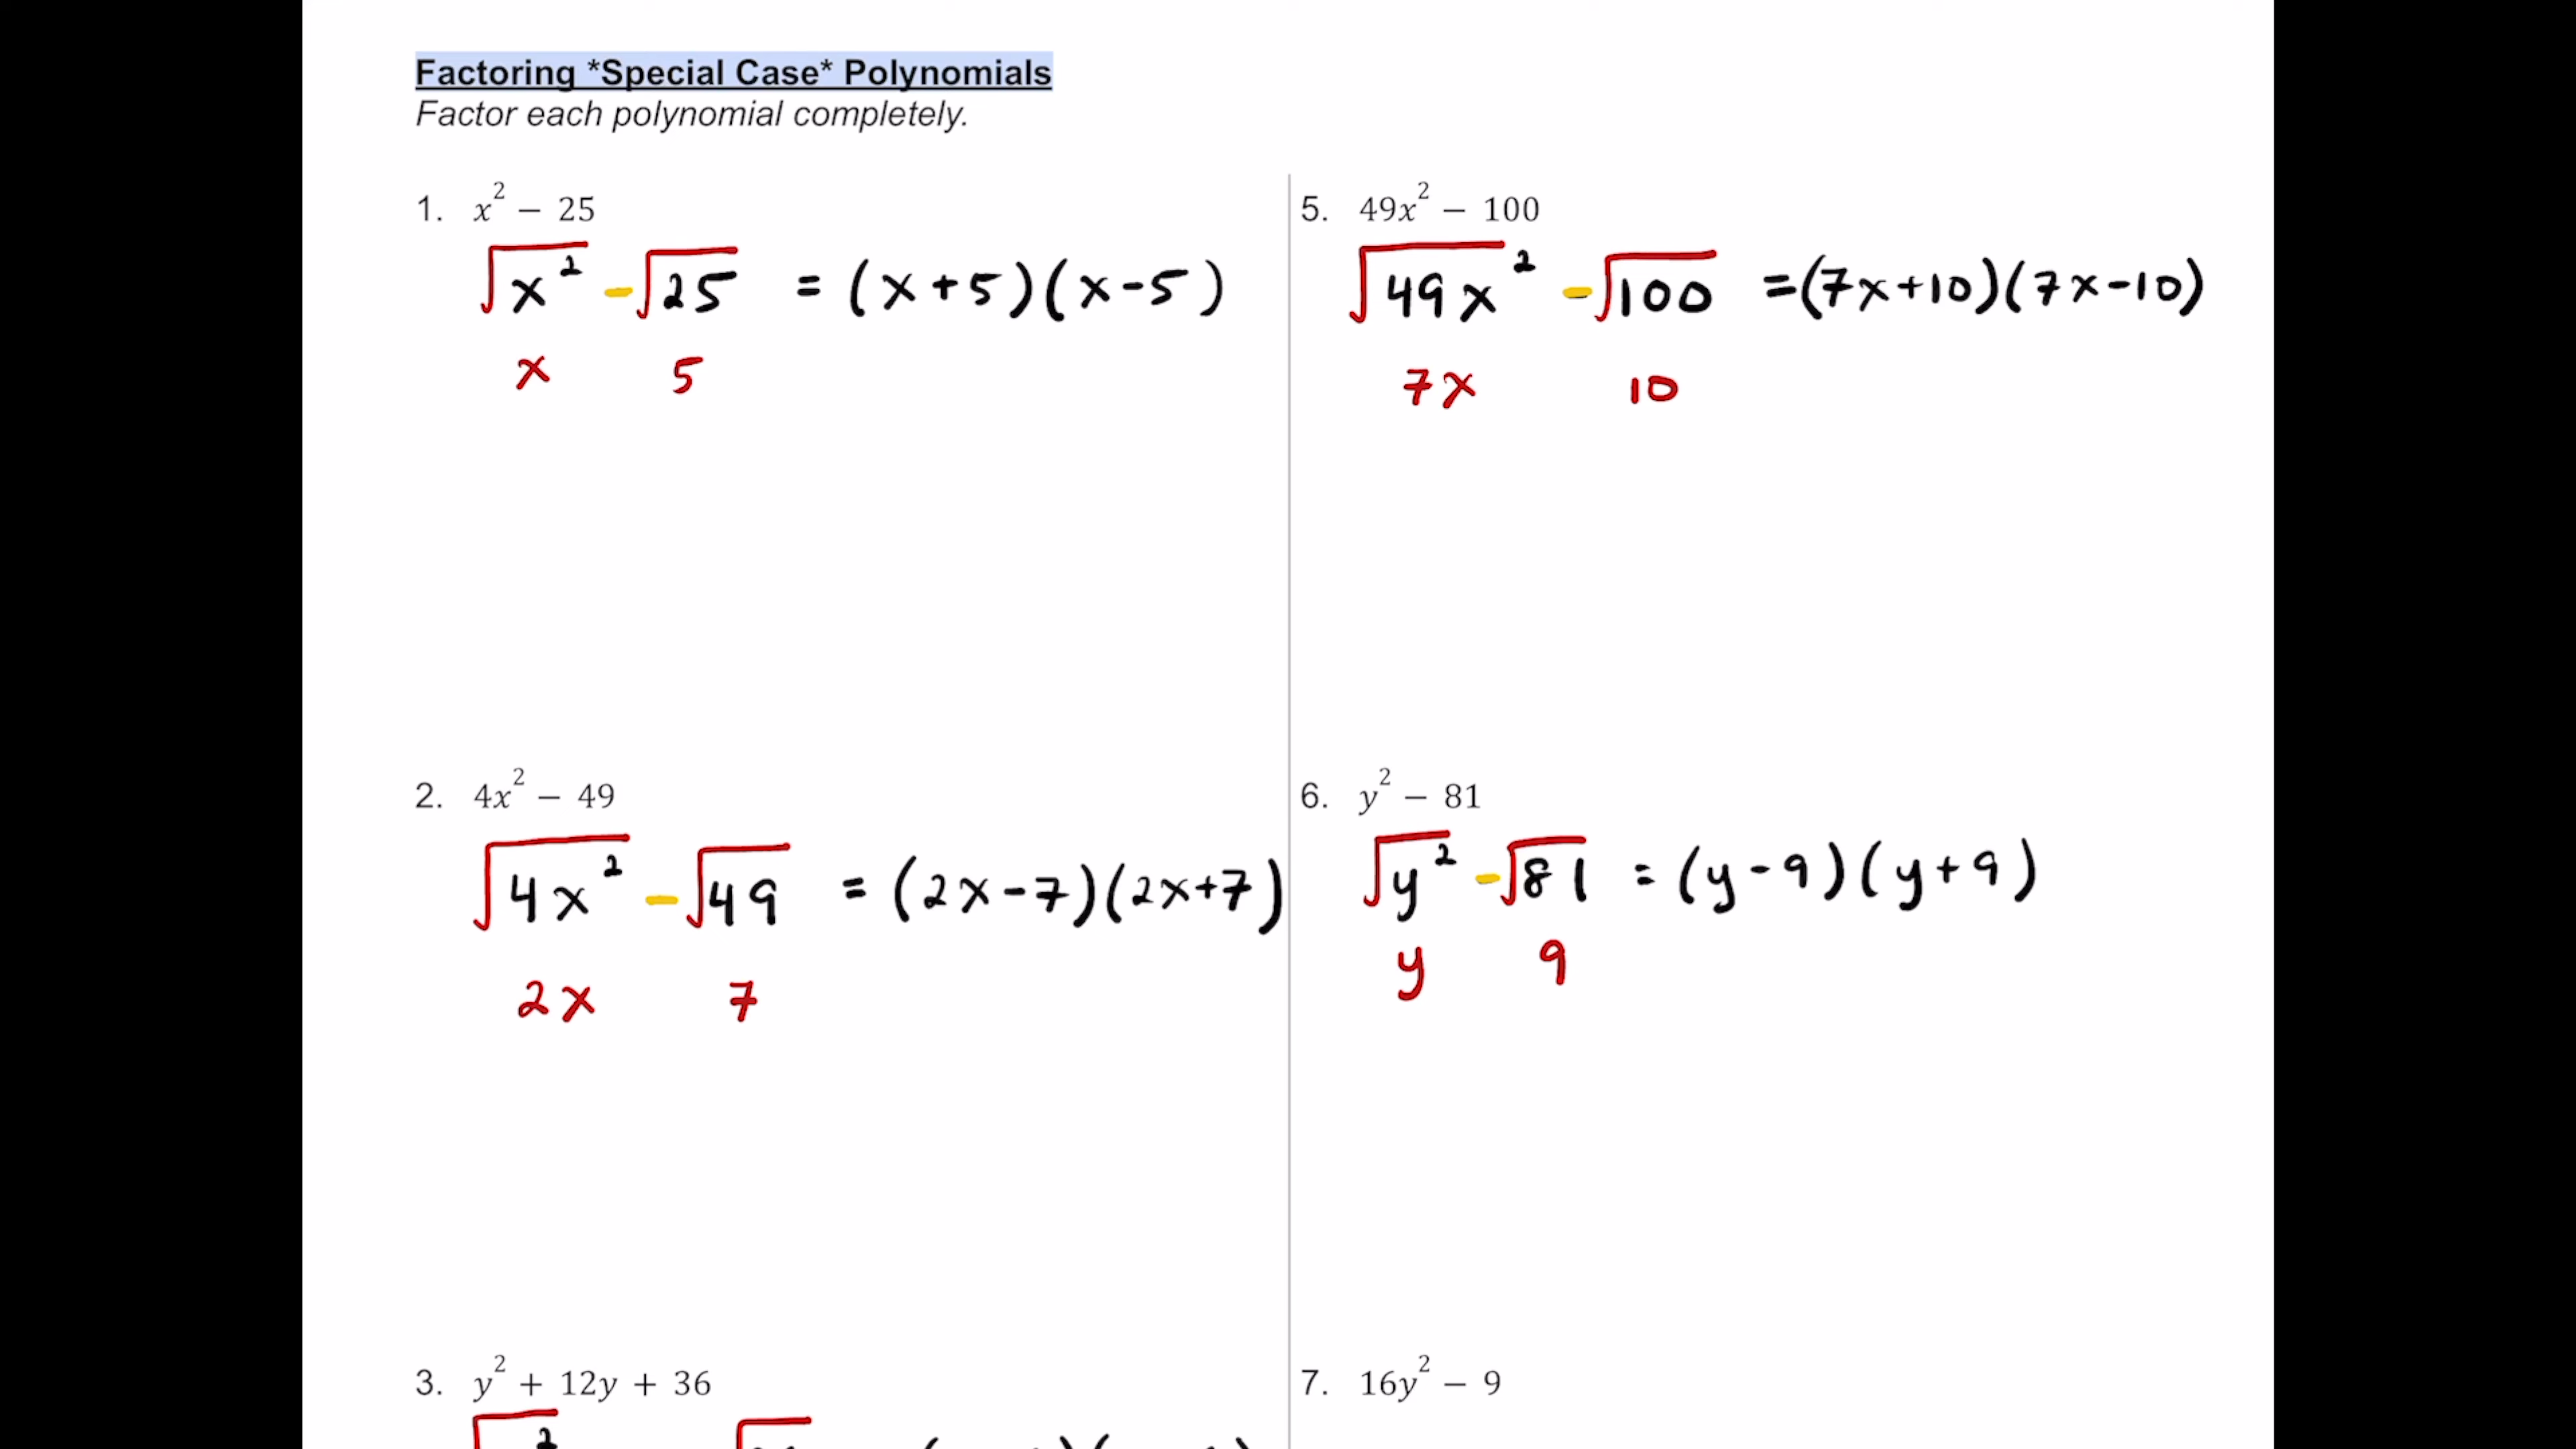 Factoring *Special Case* Polynomials
Factor each polynomial completely.
1. x² − 25
√x² - √25 = (x+5)(x-5)
x 5
2. 4x² − 49
√4x² - √49 = (2x-7)(2x+7)
2x 7
3. y² + 12y + 36
5. 49x² − 100
√49x² - √100 = (7x+10)(7x-10)
7x 10
6. y² − 81
√y² - √81 = (y-9)(y+9)
y 9
7. 16y² − 9